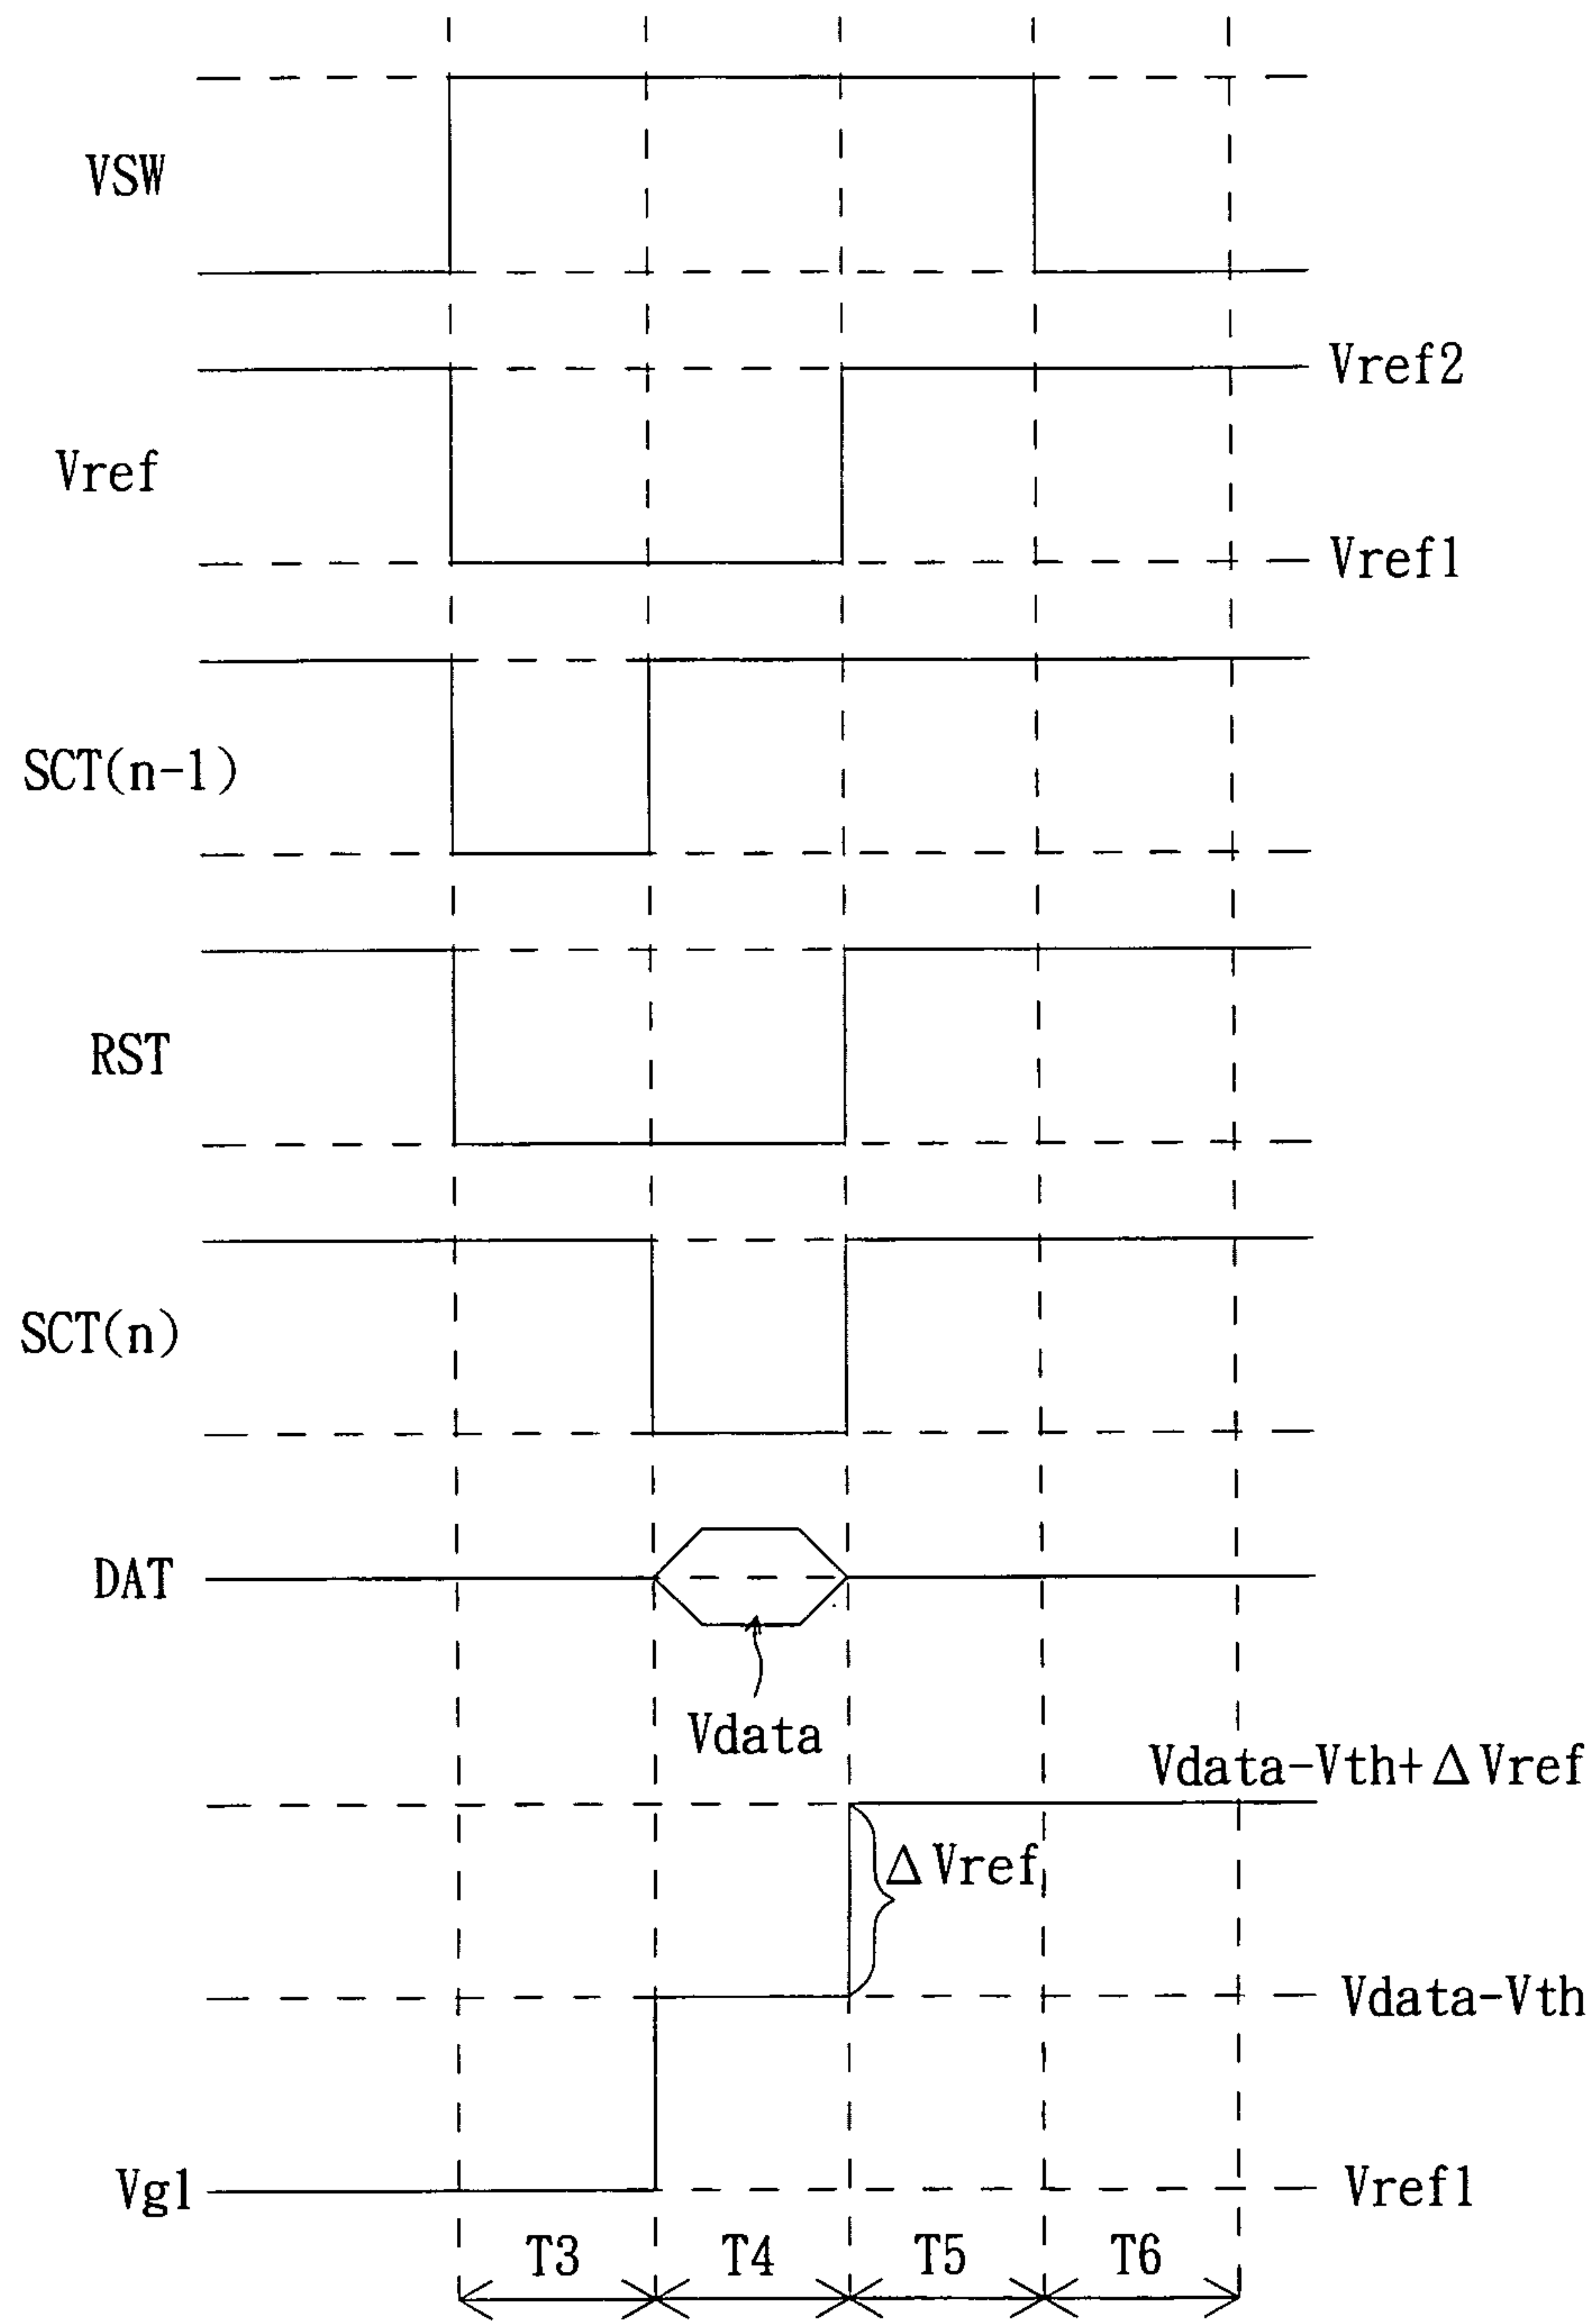 VSW
Vref2
Vref
Vref1
SCT(n-1)
RST
SCT(n)
DAT
Vdata
Vdata-Vth+ΔVref
ΔVref
Vdata-Vth
Vg1
Vref1
T3 T4 T5 T6